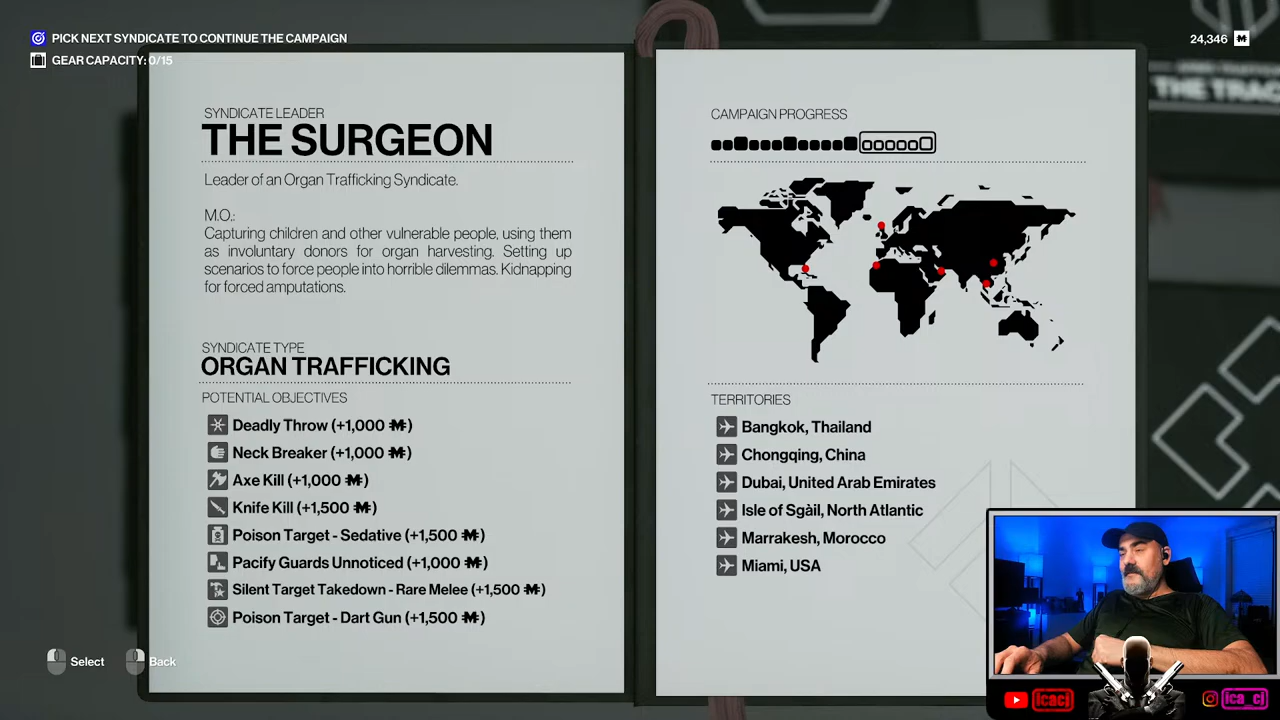 PICK NEXT SYNDICATE TO CONTINUE THE CAMPAIGN
GEAR CAPACITY: 0/15
24,346
SYNDICATE LEADER
THE SURGEON
Leader of an Organ Trafficking Syndicate.
M.O.:
Capturing children and other vulnerable people, using them
as involuntary donors for organ harvesting. Setting up
scenarios to force people into horrible dilemmas. Kidnapping
for forced amputations.
SYNDICATE TYPE
ORGAN TRAFFICKING
POTENTIAL OBJECTIVES
Deadly Throw (+1,000 )
Neck Breaker (+1,000 )
Axe Kill (+1,000 )
Knife Kill (+1,500 )
Poison Target - Sedative (+1,500 )
Pacify Guards Unnoticed (+1,000 )
Silent Target Takedown - Rare Melee (+1,500 )
Poison Target - Dart Gun (+1,500 )
Select
Back
CAMPAIGN PROGRESS
TERRITORIES
Bangkok, Thailand
Chongqing, China
Dubai, United Arab Emirates
Isle of Sgàil, North Atlantic
Marrakesh, Morocco
Miami, USA
THE TRAC
icacj
ica_cj